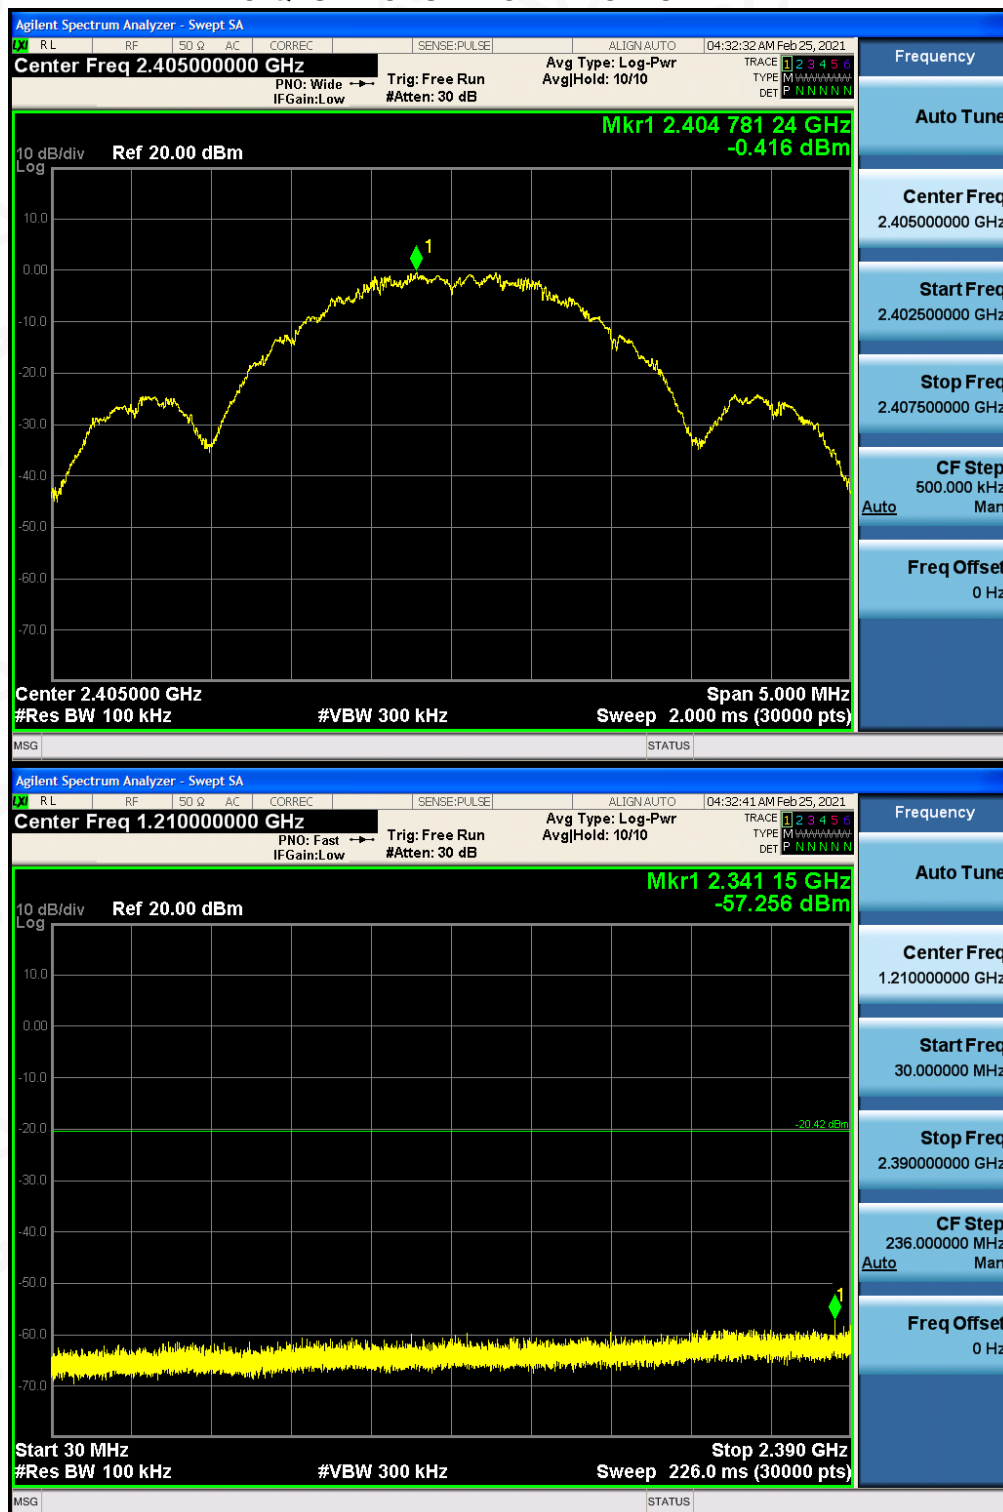 Agilent Spectrum Analyzer - Swept SA
LXI RL RF 50 Ω AC CORREC SENSE:PULSE ALIGN AUTO 04:32:32 AM Feb 25, 2021
Center Freq 2.405000000 GHz
PNO: Wide
IFGain:Low
Trig: Free Run
#Atten: 30 dB
Avg Type: Log-Pwr
Avg|Hold: 10/10
TRACE 1 2 3 4 5 6
TYPE M
DET P N N N N N
Mkr1 2.404 781 24 GHz
-0.416 dBm
10 dB/div Ref 20.00 dBm
Log
10.0
0.00
-10.0
-20.0
-30.0
-40.0
-50.0
-60.0
-70.0
1
Center 2.405000 GHz Span 5.000 MHz
#Res BW 100 kHz #VBW 300 kHz Sweep 2.000 ms (30000 pts)
MSG STATUS
Frequency
Auto Tune
Center Freq
2.405000000 GHz
Start Freq
2.402500000 GHz
Stop Freq
2.407500000 GHz
CF Step
500.000 kHz
Auto Man
Freq Offset
0 Hz
Agilent Spectrum Analyzer - Swept SA
LXI RL RF 50 Ω AC CORREC SENSE:PULSE ALIGN AUTO 04:32:41 AM Feb 25, 2021
Center Freq 1.210000000 GHz
PNO: Fast
IFGain:Low
Trig: Free Run
#Atten: 30 dB
Avg Type: Log-Pwr
Avg|Hold: 10/10
TRACE 1 2 3 4 5 6
TYPE M
DET P N N N N N
Mkr1 2.341 15 GHz
-57.256 dBm
10 dB/div Ref 20.00 dBm
Log
10.0
0.00
-10.0
-20.0
-30.0
-40.0
-50.0
-60.0
-70.0
-20.42 dBm
1
Start 30 MHz Stop 2.390 GHz
#Res BW 100 kHz #VBW 300 kHz Sweep 226.0 ms (30000 pts)
MSG STATUS
Frequency
Auto Tune
Center Freq
1.210000000 GHz
Start Freq
30.000000 MHz
Stop Freq
2.390000000 GHz
CF Step
236.000000 MHz
Auto Man
Freq Offset
0 Hz